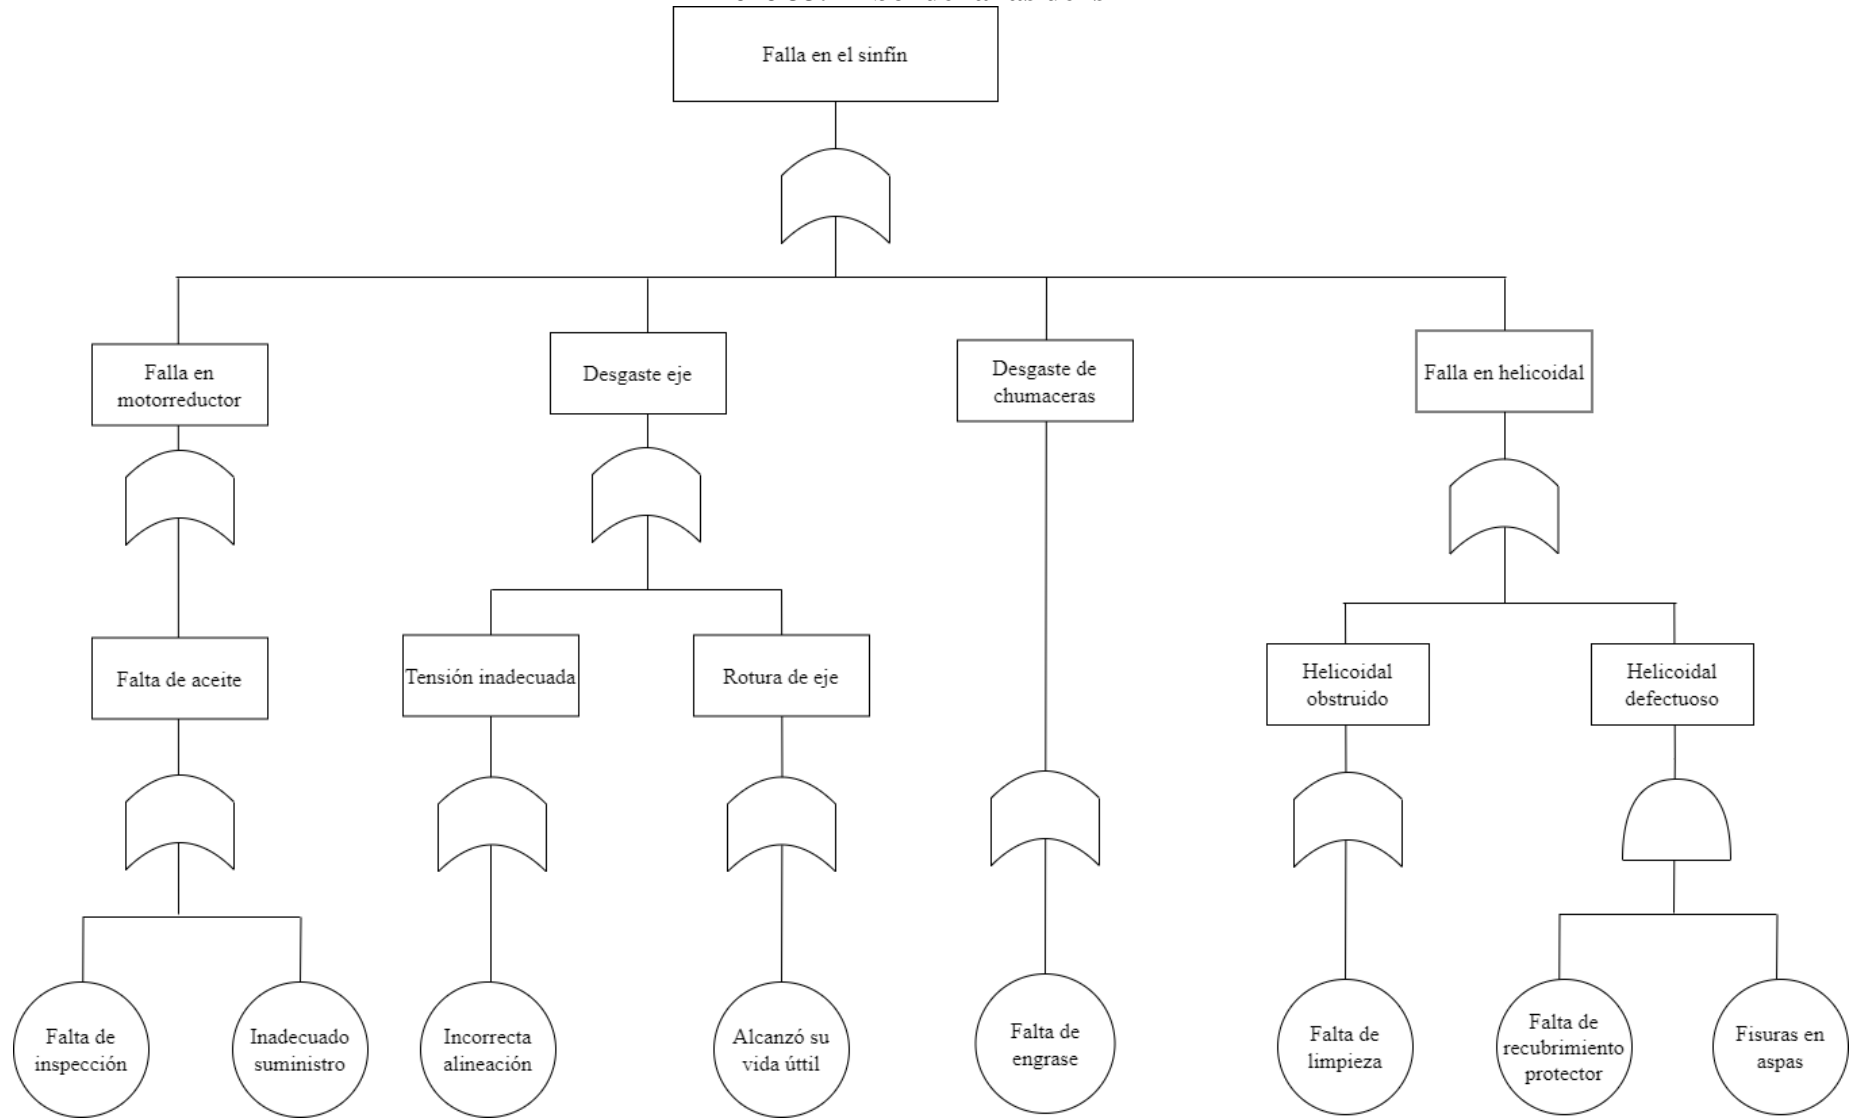 Falla en el sinfín
Falla en
motorreductor
Desgaste eje
Desgaste de
chumaceras
Falla en helicoidal
Falta de aceite
Tensión inadecuada
Rotura de eje
Helicoidal
obstruido
Helicoidal
defectuoso
Falta de
inspección
Inadecuado
suministro
Incorrecta
alineación
Alcanzó su
vida úttil
Falta de
engrase
Falta de
limpieza
Falta de
recubrimiento
protector
Fisuras en
aspas